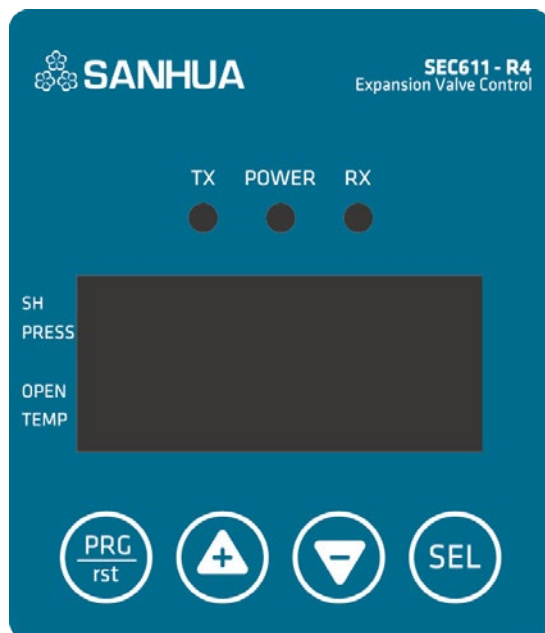 SANHUA
SEC611 - R4
Expansion Valve Control
TX POWER RX
SH
PRESS
OPEN
TEMP
PRG
rst
+
-
SEL